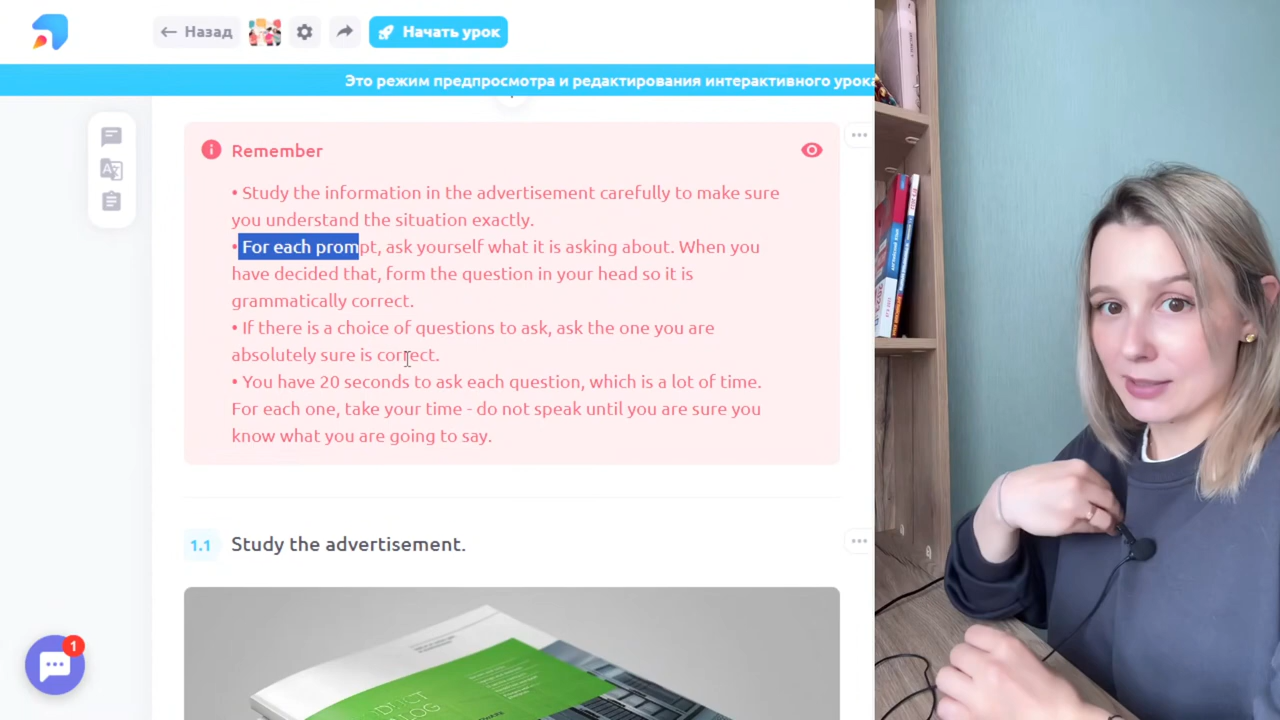 Назад
Начать урок
Это режим предпросмотра и редактирования интерактивного урока
Remember
• Study the information in the advertisement carefully to make sure
you understand the situation exactly.
• For each prompt, ask yourself what it is asking about. When you
have decided that, form the question in your head so it is
grammatically correct.
• If there is a choice of questions to ask, ask the one you are
absolutely sure is correct.
• You have 20 seconds to ask each question, which is a lot of time.
For each one, take your time - do not speak until you are sure you
know what you are going to say.
1.1 Study the advertisement.
1